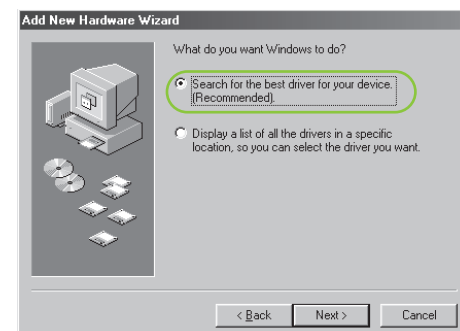 Add New Hardware Wizard
What do you want Windows to do?
Search for the best driver for your device.
(Recommended).
Display a list of all the drivers in a specific
location, so you can select the driver you want.
< Back
Next >
Cancel